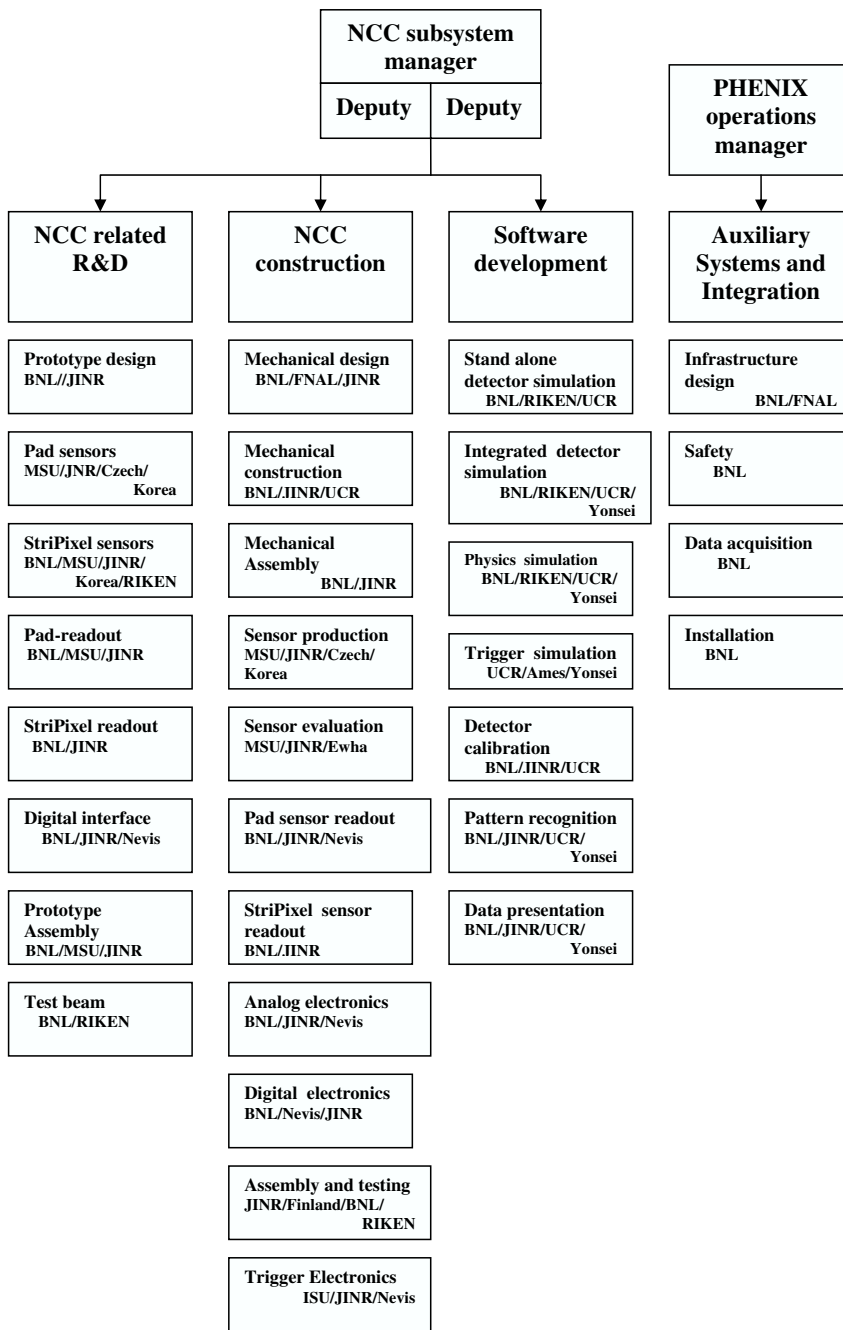 NCC subsystem
manager
Deputy
Deputy
PHENIX
operations
manager
NCC related
R&D
NCC
construction
Software
development
Auxiliary
Systems and
Integration
Prototype design
BNL//JINR
Pad sensors
MSU/JNR/Czech/
Korea
StriPixel sensors
BNL/MSU/JINR/
Korea/RIKEN
Pad-readout
BNL/MSU/JINR
StriPixel readout
BNL/JINR
Digital interface
BNL/JINR/Nevis
Prototype
Assembly
BNL/MSU/JINR
Test beam
BNL/RIKEN
Mechanical design
BNL/FNAL/JINR
Mechanical
construction
BNL/JINR/UCR
Mechanical
Assembly
BNL/JINR
Sensor production
MSU/JINR/Czech/
Korea
Sensor evaluation
MSU/JINR/Ewha
Pad sensor readout
BNL/JINR/Nevis
StriPixel sensor
readout
BNL/JINR
Analog electronics
BNL/JINR/Nevis
Digital electronics
BNL/Nevis/JINR
Assembly and testing
JINR/Finland/BNL/
RIKEN
Trigger Electronics
ISU/JINR/Nevis
Stand alone
detector simulation
BNL/RIKEN/UCR
Integrated detector
simulation
BNL/RIKEN/UCR/
Yonsei
Physics simulation
BNL/RIKEN/UCR/
Yonsei
Trigger simulation
UCR/Ames/Yonsei
Detector
calibration
BNL/JINR/UCR
Pattern recognition
BNL/JINR/UCR/
Yonsei
Data presentation
BNL/JINR/UCR/
Yonsei
Infrastructure
design
BNL/FNAL
Safety
BNL
Data acquisition
BNL
Installation
BNL